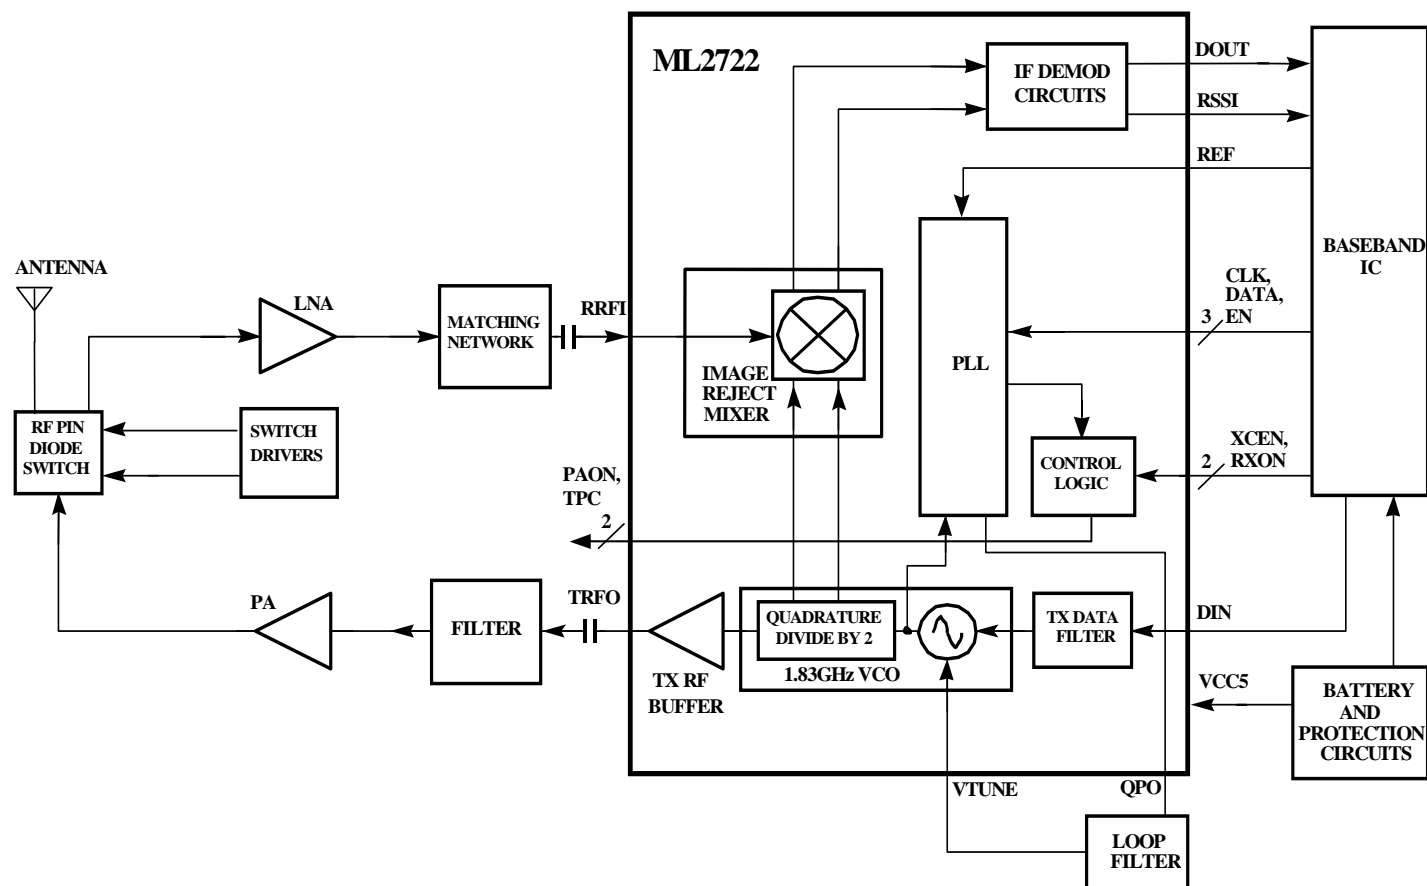 ML2722
IF DEMOD
CIRCUITS
DOUT
RSSI
REF
BASEBAND
IC
ANTENNA
LNA
MATCHING
NETWORK
RRFI
IMAGE
REJECT
MIXER
PLL
CLK,
DATA,
EN
3
RF PIN
DIODE
SWITCH
SWITCH
DRIVERS
PAON,
TPC
2
CONTROL
LOGIC
XCEN,
RXON
2
PA
FILTER
TRFO
TX RF
BUFFER
QUADRATURE
DIVIDE BY 2
1.83GHz VCO
TX DATA
FILTER
DIN
VCC5
BATTERY
AND
PROTECTION
CIRCUITS
VTUNE
QPO
LOOP
FILTER